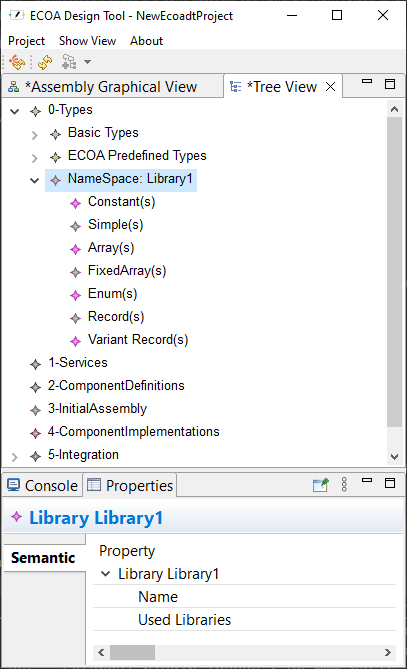 ECOA Design Tool - NewEcoadtProject
Project Show View About
*Assembly Graphical View *Tree View
0-Types
Basic Types
ECOA Predefined Types
NameSpace: Library1
Constant(s)
Simple(s)
Array(s)
FixedArray(s)
Enum(s)
Record(s)
Variant Record(s)
1-Services
2-ComponentDefinitions
3-InitialAssembly
4-ComponentImplementations
5-Integration
Console Properties
Library Library1
Semantic
Property
Library Library1
Name
Used Libraries